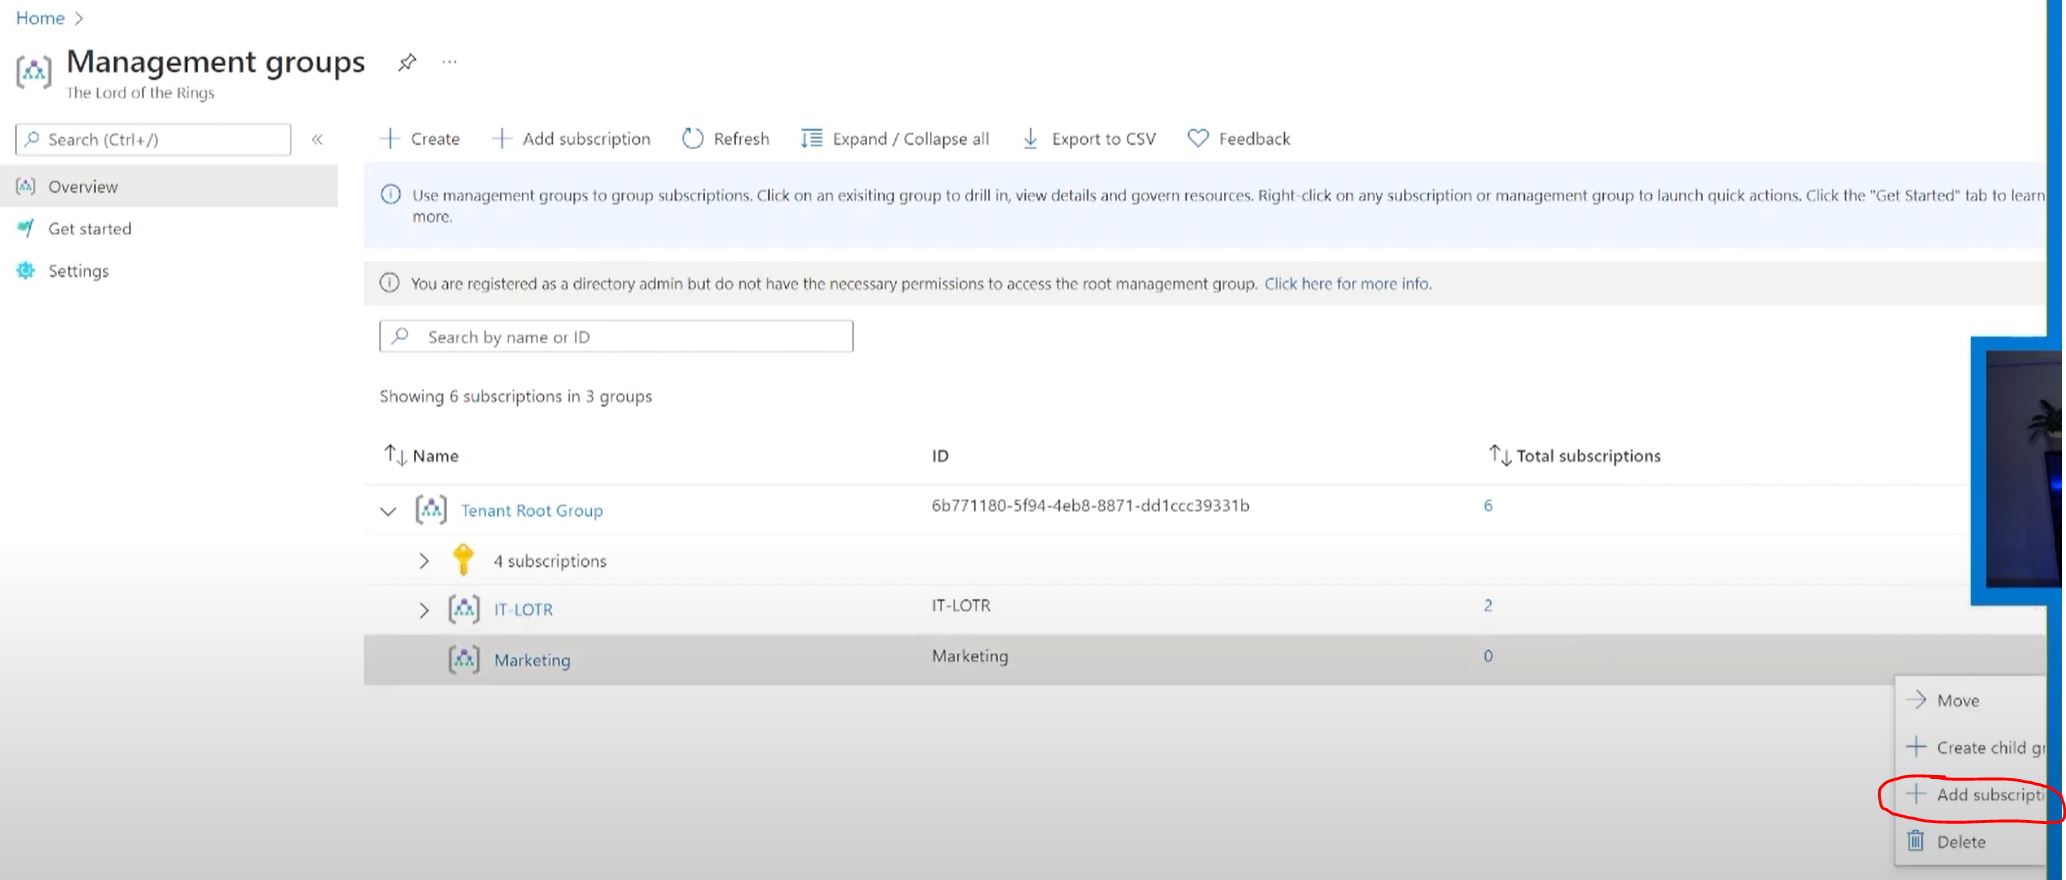 Home
Management groups
...
The Lord of the Rings
Search (Ctrl+/)
«
Create
Add subscription
Refresh
Expand / Collapse all
Export to CSV
Feedback
Overview
Get started
Settings
Use management groups to group subscriptions. Click on an exisiting group to drill in, view details and govern resources. Right-click on any subscription or management group to launch quick actions. Click the "Get Started" tab to learn
more.
You are registered as a directory admin but do not have the necessary permissions to access the root management group. Click here for more info.
Search by name or ID
Showing 6 subscriptions in 3 groups
Name ID Total subscriptions
Tenant Root Group 6b771180-5f94-4eb8-8871-dd1ccc39331b 6
4 subscriptions
IT-LOTR IT-LOTR 2
Marketing Marketing 0
Move
Create child g
Add subscripti
Delete